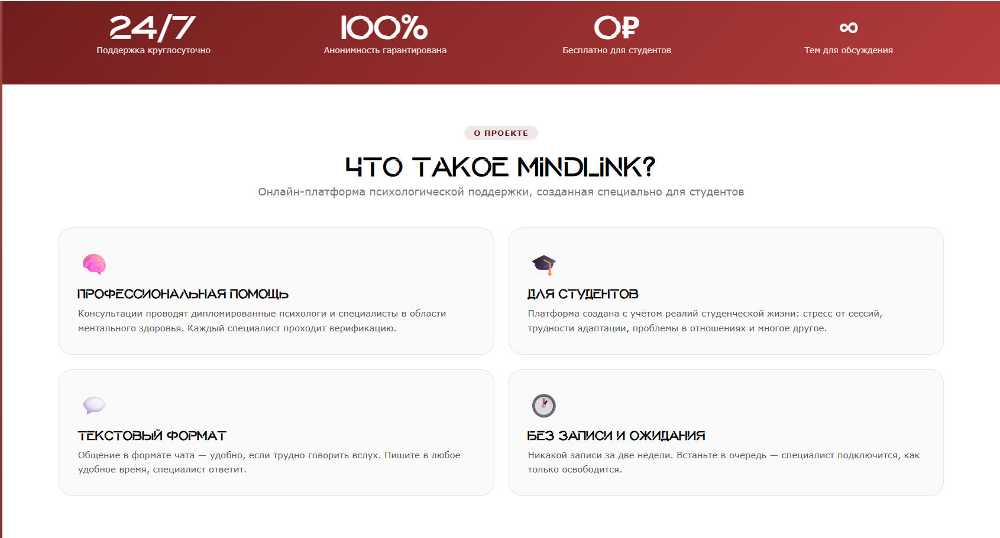 24/7
100%
0₽
∞
Поддержка круглосуточно
Анонимность гарантирована
Бесплатно для студентов
Тем для обсуждения
О ПРОЕКТЕ
ЧТО ТАКОЕ MiNDLiNK?
Онлайн-платформа психологической поддержки, созданная специально для студентов
ПРОФЕССИОНАЛЬНАЯ ПОМОЩЬ
Консультации проводят дипломированные психологи и специалисты в области
ментального здоровья. Каждый специалист проходит верификацию.
ДЛЯ СТУДЕНТОВ
Платформа создана с учётом реалий студенческой жизни: стресс от сессий,
трудности адаптации, проблемы в отношениях и многое другое.
ТЕКСТОВЫЙ ФОРМАТ
Общение в формате чата — удобно, если трудно говорить вслух. Пишите в любое
удобное время, специалист ответит.
БЕЗ ЗАПИСИ И ОЖИДАНИЯ
Никакой записи за две недели. Встаньте в очередь — специалист подключится, как
только освободится.